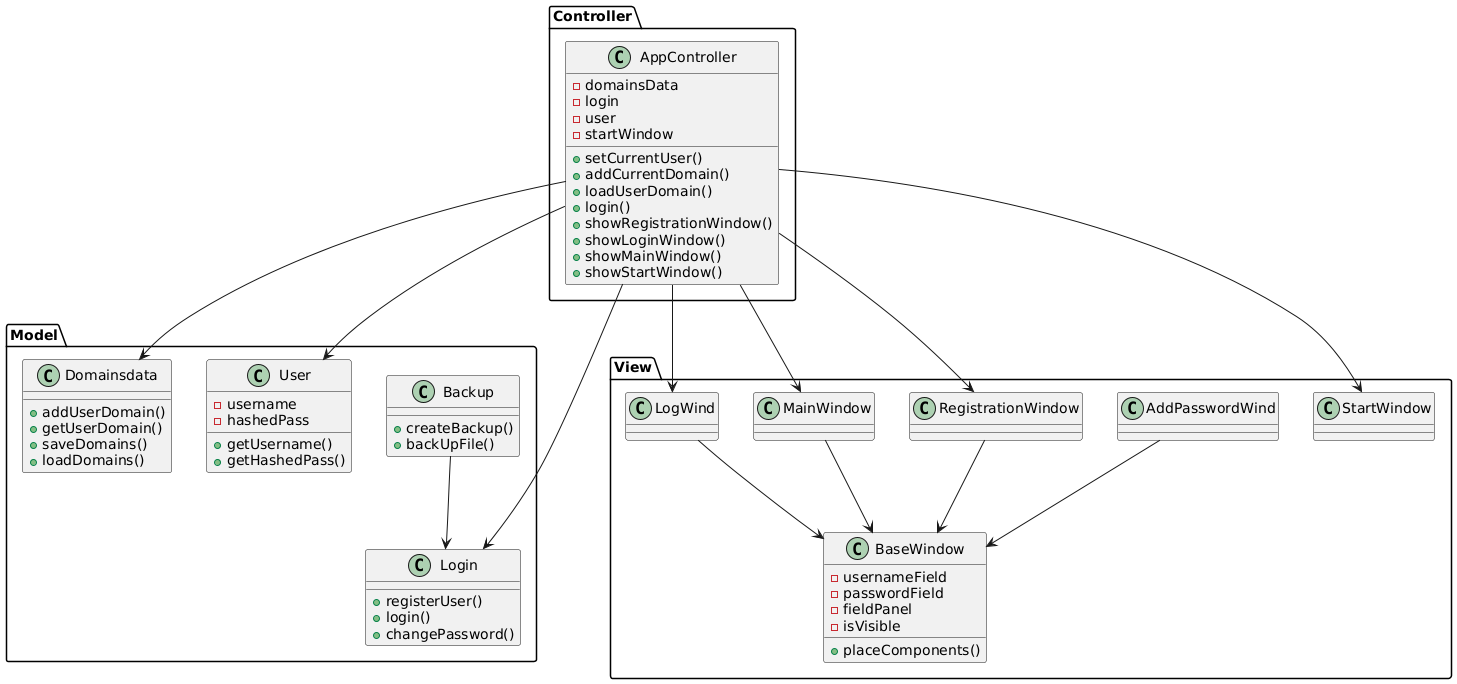 Controller
C AppController
domainsData
login
user
startWindow
setCurrentUser()
addCurrentDomain()
loadUserDomain()
login()
showRegistrationWindow()
showLoginWindow()
showMainWindow()
showStartWindow()
Model
C Domainsdata
addUserDomain()
getUserDomain()
saveDomains()
loadDomains()
C User
username
hashedPass
getUsername()
getHashedPass()
C Backup
createBackup()
backUpFile()
C Login
registerUser()
login()
changePassword()
View
C LogWind
C MainWindow
C RegistrationWindow
C AddPasswordWind
C StartWindow
C BaseWindow
usernameField
passwordField
fieldPanel
isVisible
placeComponents()